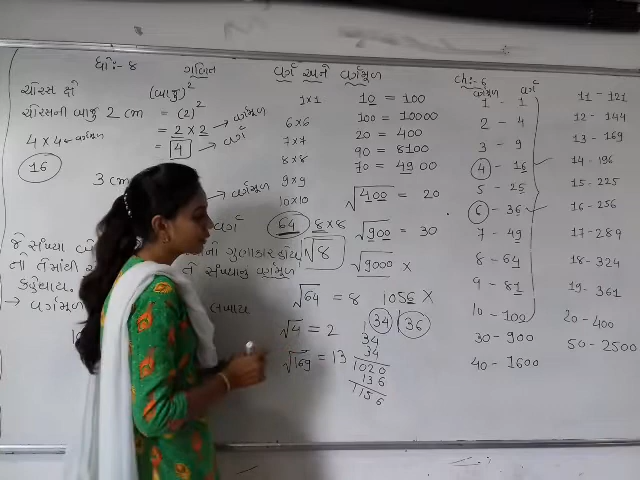 ધો:- ૮
ગણિત
વર્ગ અને વર્ગમૂળ
Ch:-6
ચોરસ ક્ષે
(બાજુ)²
ચોરસની બાજુ 2 cm = (2)²
= 2 × 2 → વર્ગમૂળ
= 4 → વર્ગ
4 × 4 ← વર્ગમૂળ
16
3 cm
→ વર્ગમૂળ
વર્ગ
જે સંખ્યા
નો ગુણાકાર હોય
તો તેમાંથી
તે સંખ્યાનું વર્ગમૂળ
કહેવાય.
→ વર્ગમૂળ
1×1
6×6
7×7
8×8
9×9
10×10
64 8×8
√8
10 = 100
100 = 10000
20 = 400
90 = 8100
70 = 4900
√400 = 20
√900 = 30
√9000 ×
√64 = 8
1056 ×
34 36
√4 = 2
√169 = 13
34
34
1020
136
1156
વર્ગમૂળ વર્ગ
1 - 1
2 - 4
3 - 9
4 - 16
5 - 25
6 - 36
7 - 49
8 - 64
9 - 81
10 - 100
30 - 900
40 - 1600
11 - 121
12 - 144
13 - 169
14 - 196
15 - 225
16 - 256
17 - 289
18 - 324
19 - 361
20 - 400
50 - 2500